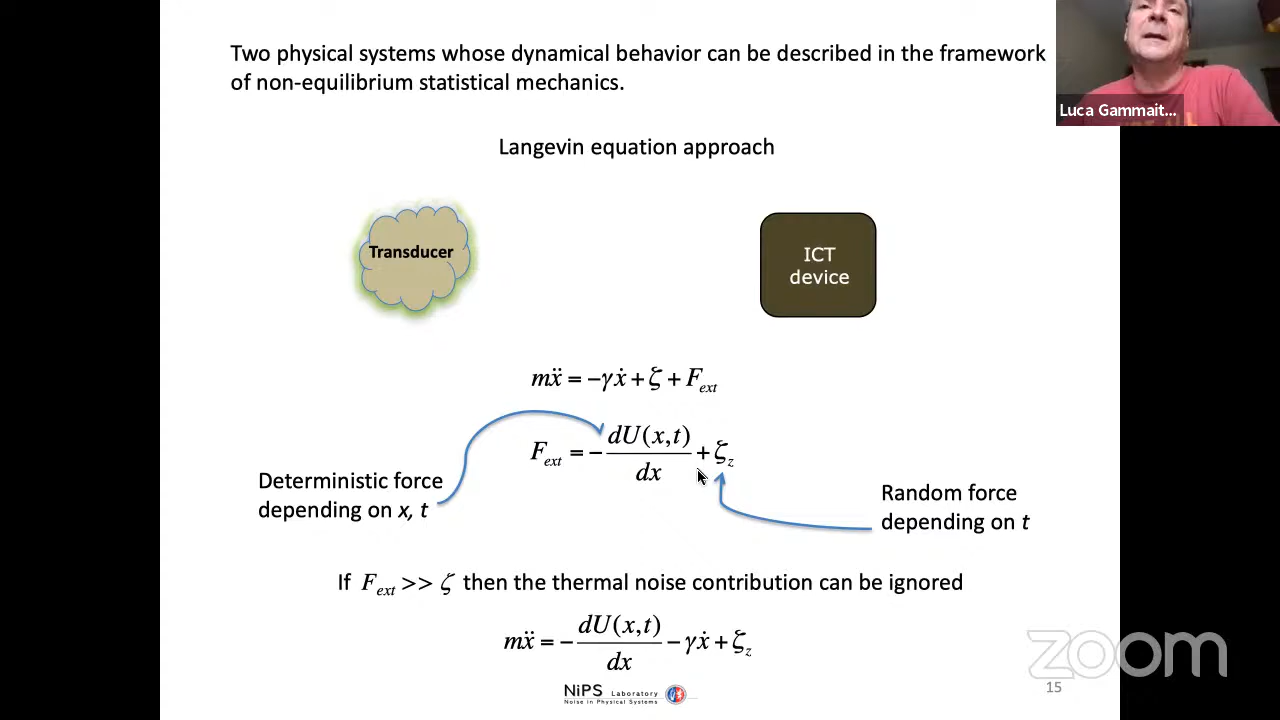 Two physical systems whose dynamical behavior can be described in the framework
of non-equilibrium statistical mechanics.
Luca Gammait...
Langevin equation approach
Transducer
ICT
device
mẍ = −γẋ + ζ + F_ext
F_ext = − dU(x,t)/dx + ζ_z
Deterministic force
depending on x, t
Random force
depending on t
If F_ext >> ζ then the thermal noise contribution can be ignored
mẍ = − dU(x,t)/dx − γẋ + ζ_z
zoom
NiPS Laboratory
Noise in Physical Systems
15